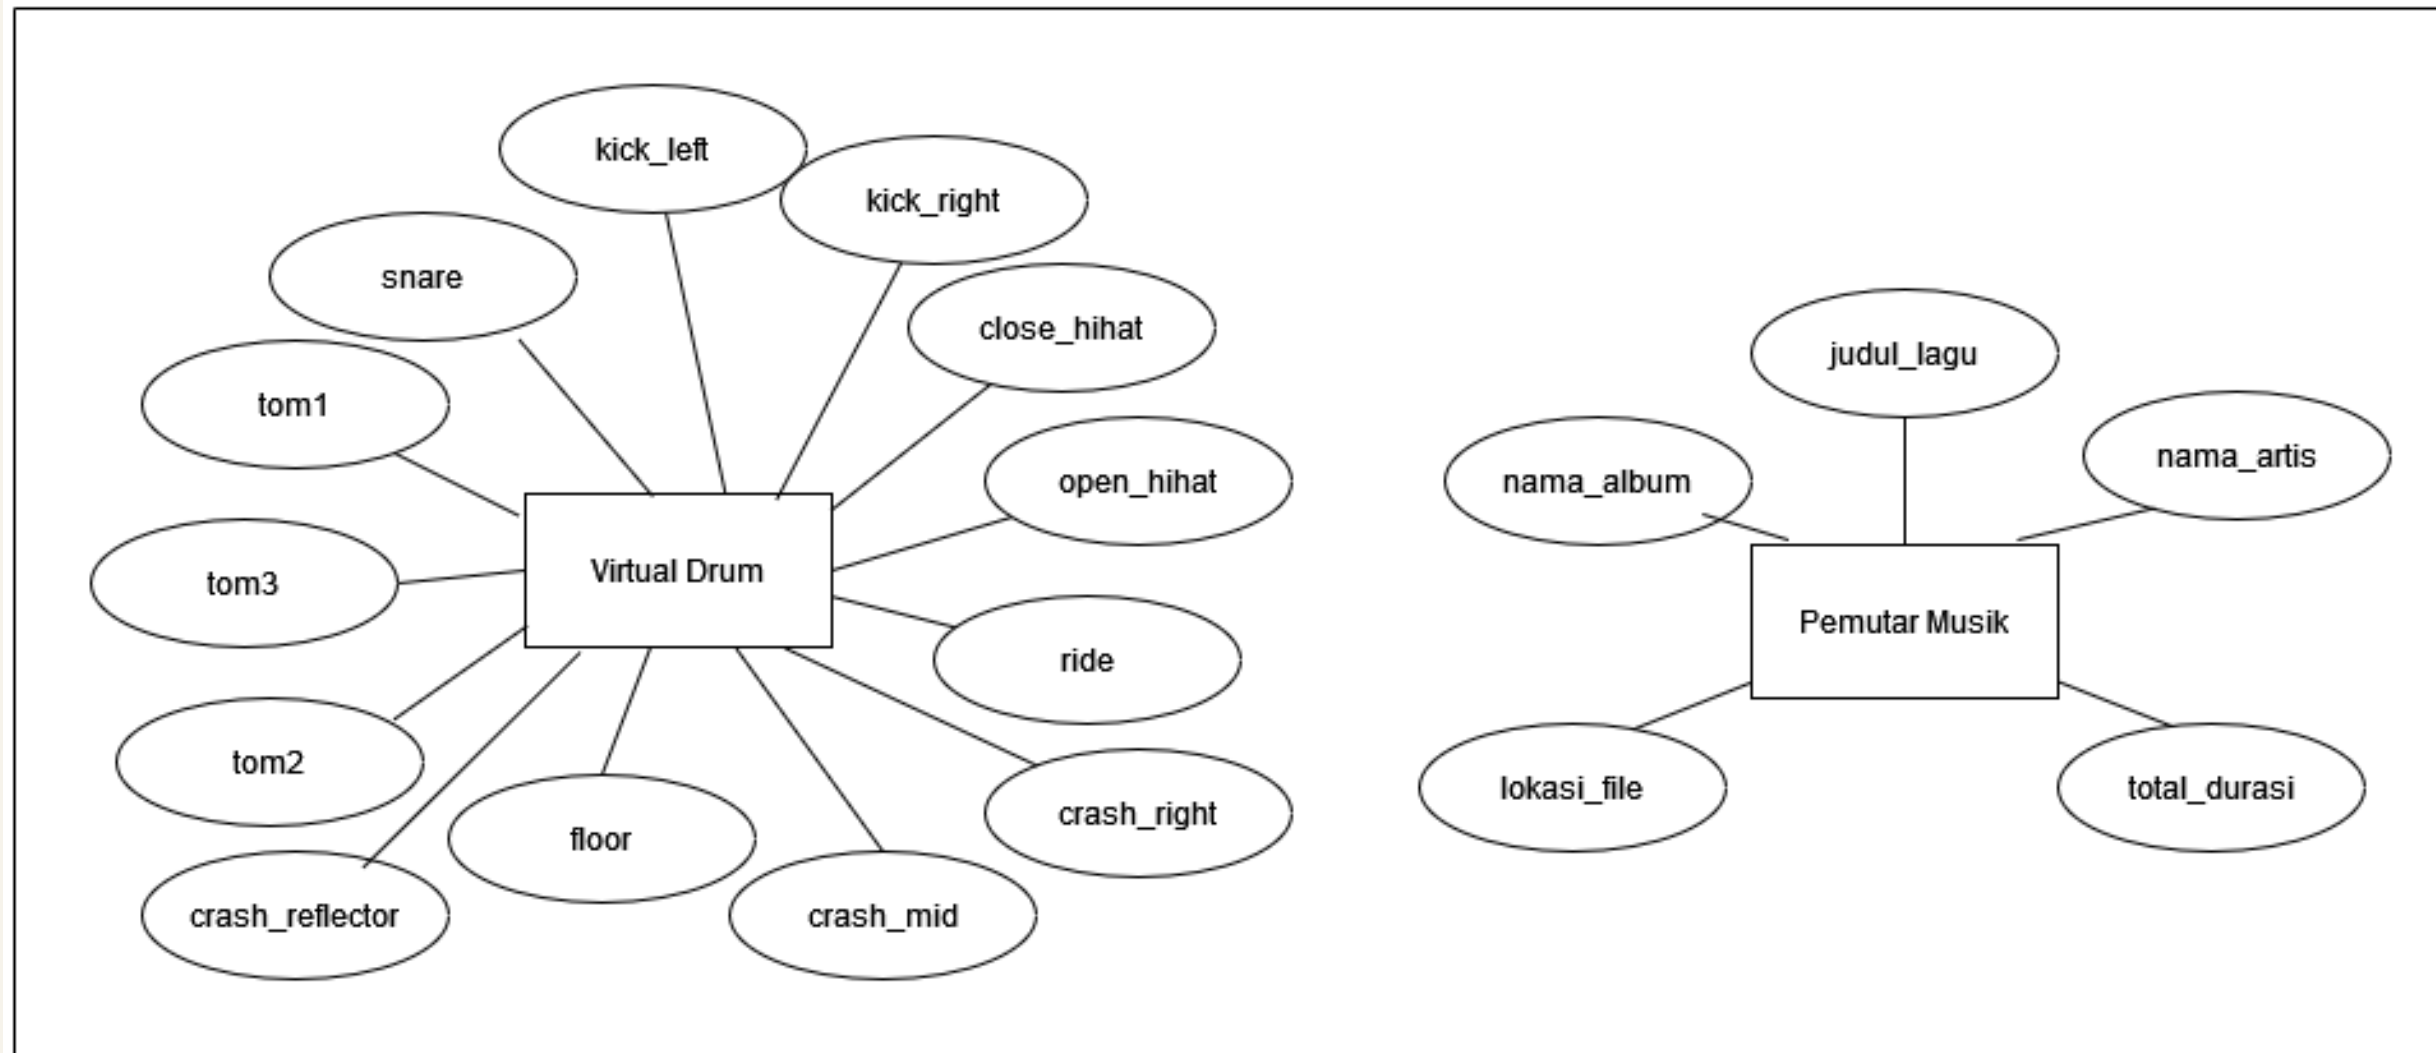 kick_left
kick_right
snare
close_hihat
tom1
open_hihat
Virtual Drum
tom3
ride
tom2
crash_right
floor
crash_reflector
crash_mid
judul_lagu
nama_artis
nama_album
Pemutar Musik
lokasi_file
total_durasi